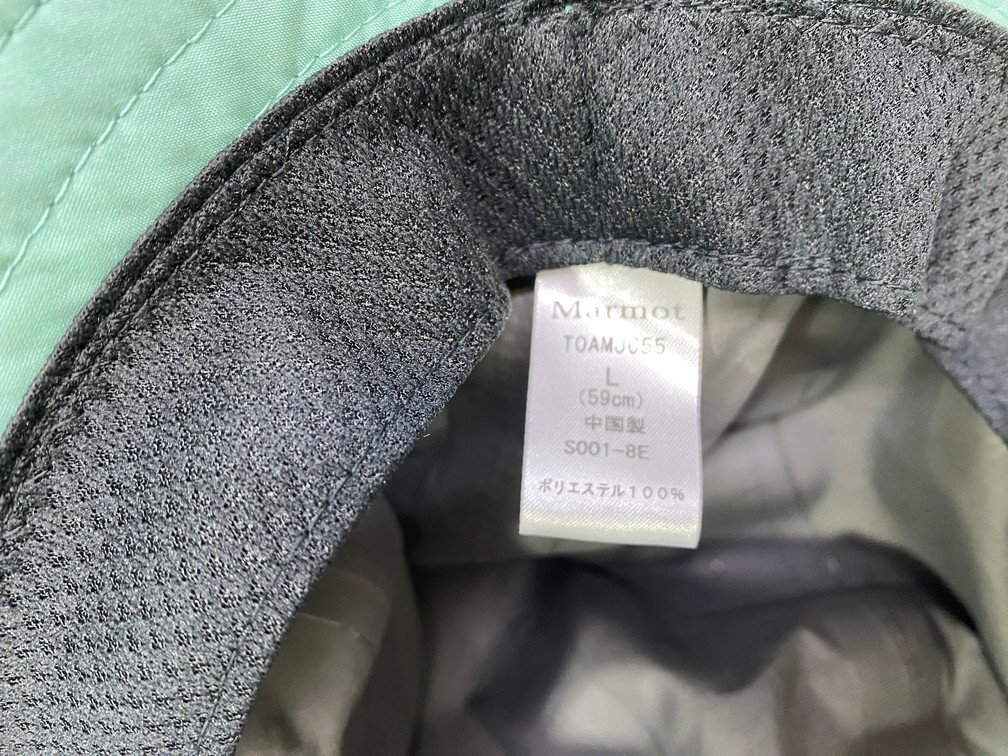 Marmot
TOAMJC55
L
(59cm)
中国製
S001-8E
ポリエステル100%